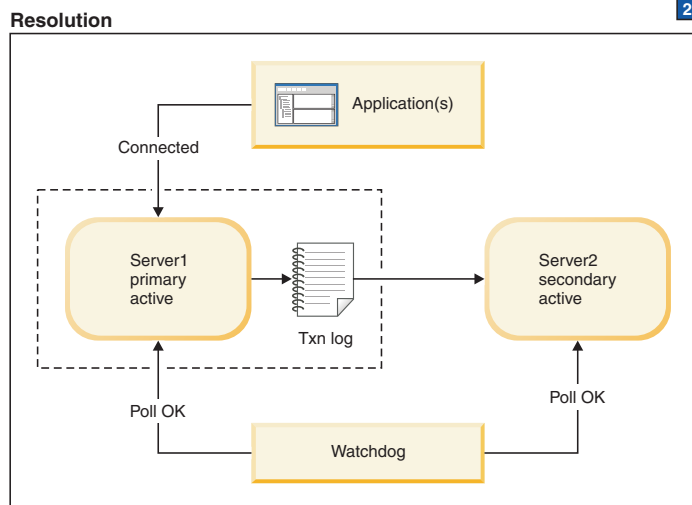 2
Resolution
Application(s)
Connected
Server1
primary
active
Txn log
Server2
secondary
active
Poll OK
Poll OK
Watchdog